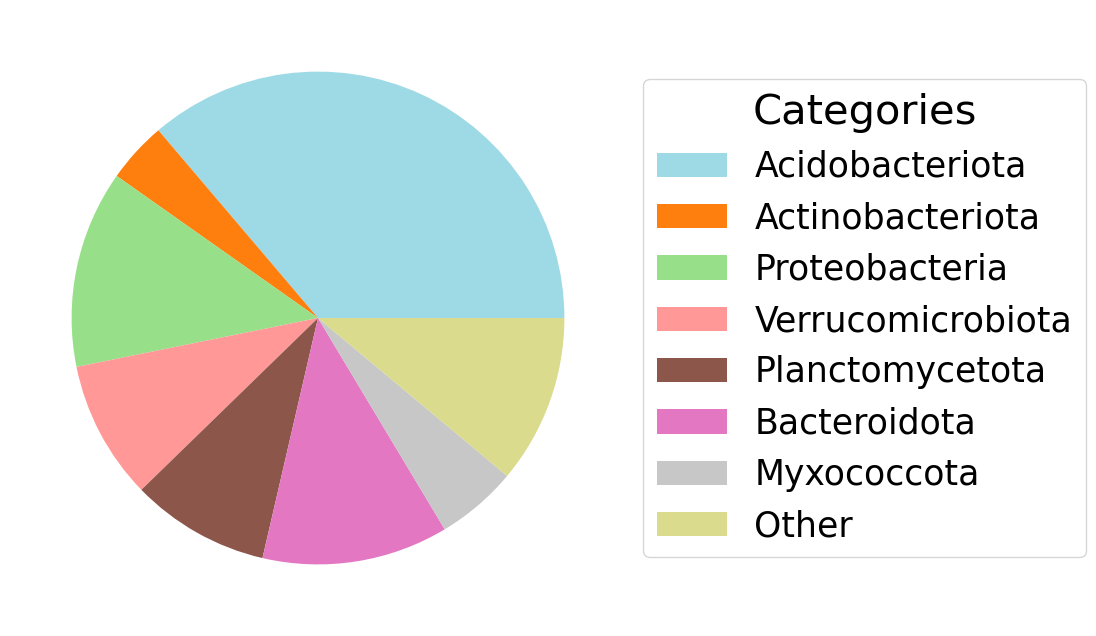 Categories
Acidobacteriota
Actinobacteriota
Proteobacteria
Verrucomicrobiota
Planctomycetota
Bacteroidota
Myxococcota
Other